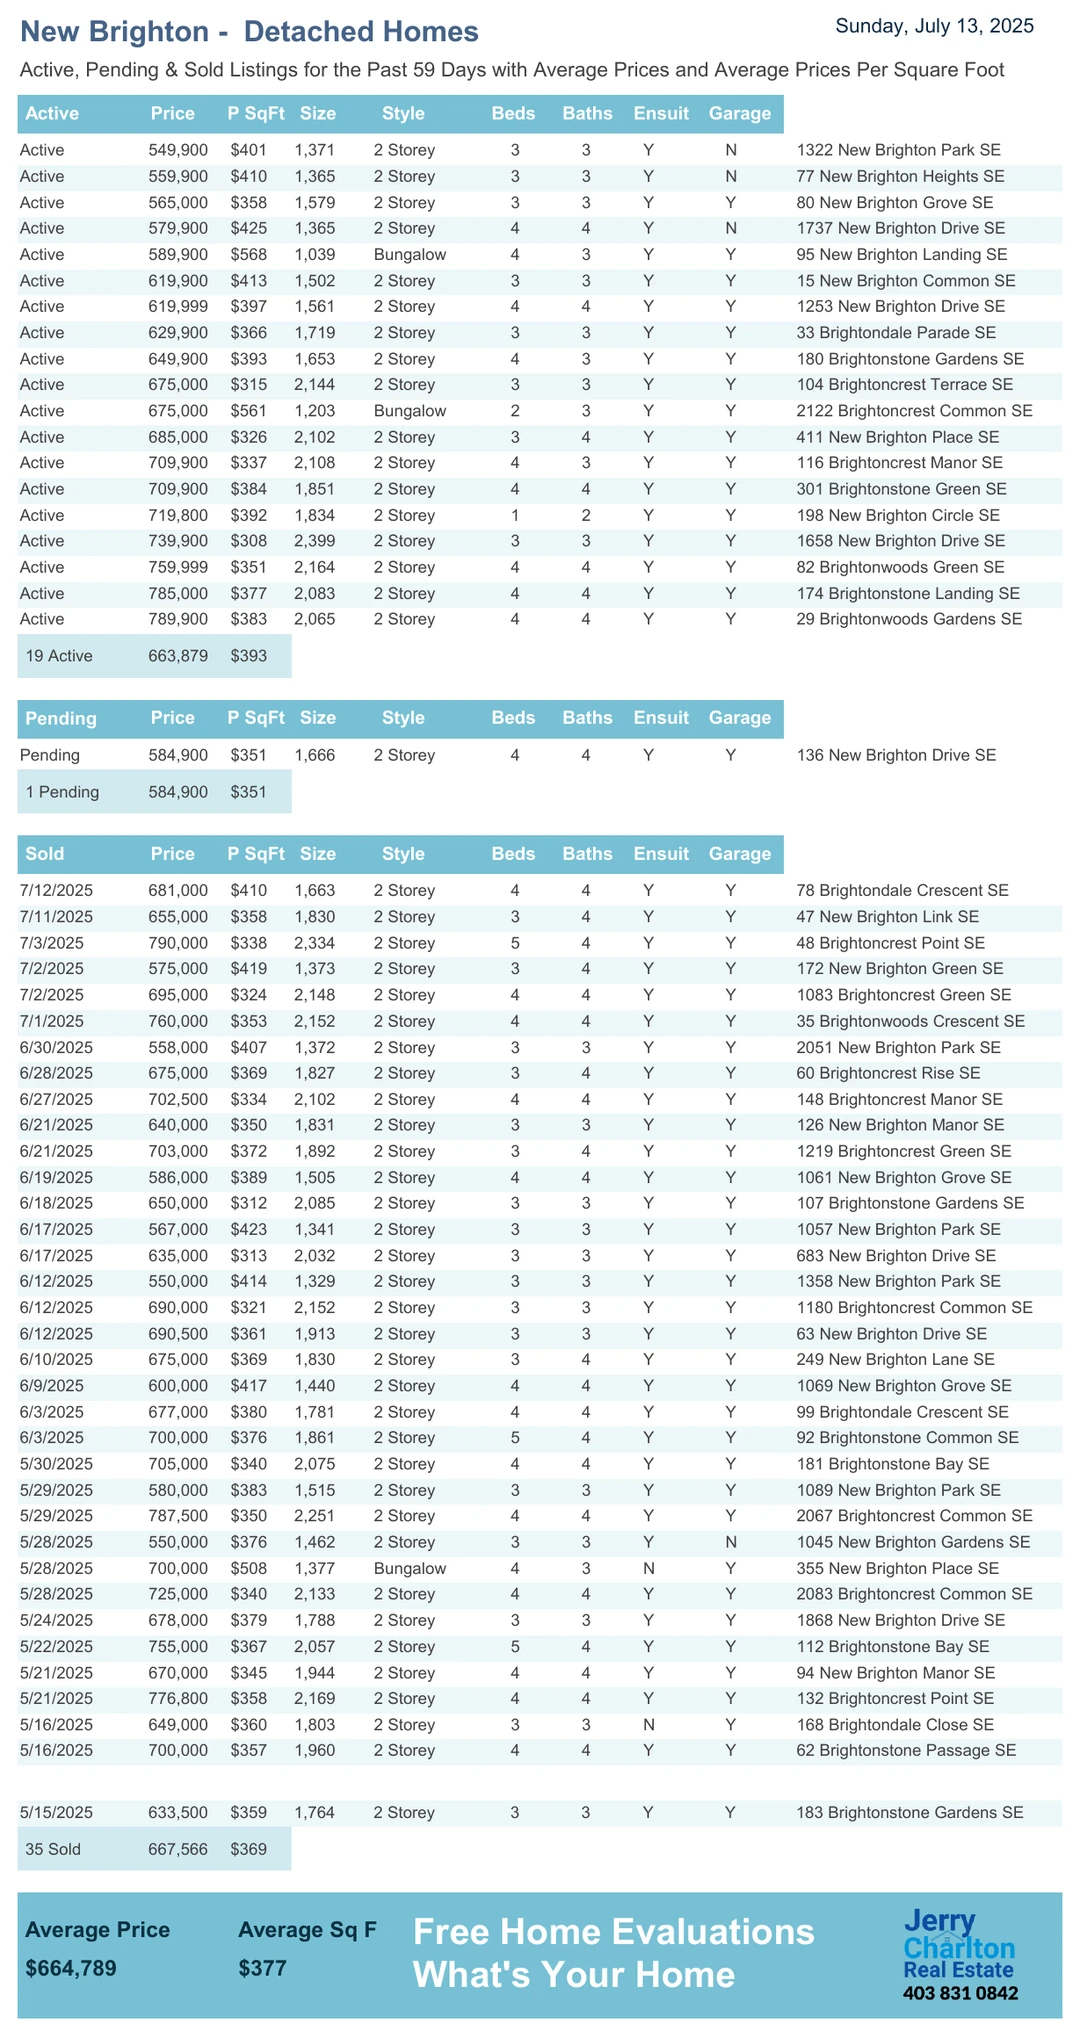 New Brighton - Detached Homes
Sunday, July 13, 2025
Active, Pending & Sold Listings for the Past 59 Days with Average Prices and Average Prices Per Square Foot
Active Price P SqFt Size Style Beds Baths Ensuit Garage
Active 549,900 $401 1,371 2 Storey 3 3 Y N 1322 New Brighton Park SE
Active 559,900 $410 1,365 2 Storey 3 3 Y N 77 New Brighton Heights SE
Active 565,000 $358 1,579 2 Storey 3 3 Y Y 80 New Brighton Grove SE
Active 579,900 $425 1,365 2 Storey 4 4 Y N 1737 New Brighton Drive SE
Active 589,900 $568 1,039 Bungalow 4 3 Y Y 95 New Brighton Landing SE
Active 619,900 $413 1,502 2 Storey 3 3 Y Y 15 New Brighton Common SE
Active 619,999 $397 1,561 2 Storey 4 4 Y Y 1253 New Brighton Drive SE
Active 629,900 $366 1,719 2 Storey 3 3 Y Y 33 Brightondale Parade SE
Active 649,900 $393 1,653 2 Storey 4 3 Y Y 180 Brightonstone Gardens SE
Active 675,000 $315 2,144 2 Storey 3 3 Y Y 104 Brightoncrest Terrace SE
Active 675,000 $561 1,203 Bungalow 2 3 Y Y 2122 Brightoncrest Common SE
Active 685,000 $326 2,102 2 Storey 3 4 Y Y 411 New Brighton Place SE
Active 709,900 $337 2,108 2 Storey 4 3 Y Y 116 Brightoncrest Manor SE
Active 709,900 $384 1,851 2 Storey 4 4 Y Y 301 Brightonstone Green SE
Active 719,800 $392 1,834 2 Storey 1 2 Y Y 198 New Brighton Circle SE
Active 739,900 $308 2,399 2 Storey 3 3 Y Y 1658 New Brighton Drive SE
Active 759,999 $351 2,164 2 Storey 4 4 Y Y 82 Brightonwoods Green SE
Active 785,000 $377 2,083 2 Storey 4 4 Y Y 174 Brightonstone Landing SE
Active 789,900 $383 2,065 2 Storey 4 4 Y Y 29 Brightonwoods Gardens SE
19 Active 663,879 $393
Pending Price P SqFt Size Style Beds Baths Ensuit Garage
Pending 584,900 $351 1,666 2 Storey 4 4 Y Y 136 New Brighton Drive SE
1 Pending 584,900 $351
Sold Price P SqFt Size Style Beds Baths Ensuit Garage
7/12/2025 681,000 $410 1,663 2 Storey 4 4 Y Y 78 Brightondale Crescent SE
7/11/2025 655,000 $358 1,830 2 Storey 3 4 Y Y 47 New Brighton Link SE
7/3/2025 790,000 $338 2,334 2 Storey 5 4 Y Y 48 Brightoncrest Point SE
7/2/2025 575,000 $419 1,373 2 Storey 3 4 Y Y 172 New Brighton Green SE
7/2/2025 695,000 $324 2,148 2 Storey 4 4 Y Y 1083 Brightoncrest Green SE
7/1/2025 760,000 $353 2,152 2 Storey 4 4 Y Y 35 Brightonwoods Crescent SE
6/30/2025 558,000 $407 1,372 2 Storey 3 3 Y Y 2051 New Brighton Park SE
6/28/2025 675,000 $369 1,827 2 Storey 3 4 Y Y 60 Brightoncrest Rise SE
6/27/2025 702,500 $334 2,102 2 Storey 4 4 Y Y 148 Brightoncrest Manor SE
6/21/2025 640,000 $350 1,831 2 Storey 3 3 Y Y 126 New Brighton Manor SE
6/21/2025 703,000 $372 1,892 2 Storey 3 4 Y Y 1219 Brightoncrest Green SE
6/19/2025 586,000 $389 1,505 2 Storey 4 4 Y Y 1061 New Brighton Grove SE
6/18/2025 650,000 $312 2,085 2 Storey 3 3 Y Y 107 Brightonstone Gardens SE
6/17/2025 567,000 $423 1,341 2 Storey 3 3 Y Y 1057 New Brighton Park SE
6/17/2025 635,000 $313 2,032 2 Storey 3 3 Y Y 683 New Brighton Drive SE
6/12/2025 550,000 $414 1,329 2 Storey 3 3 Y Y 1358 New Brighton Park SE
6/12/2025 690,000 $321 2,152 2 Storey 3 3 Y Y 1180 Brightoncrest Common SE
6/12/2025 690,500 $361 1,913 2 Storey 3 3 Y Y 63 New Brighton Drive SE
6/10/2025 675,000 $369 1,830 2 Storey 3 4 Y Y 249 New Brighton Lane SE
6/9/2025 600,000 $417 1,440 2 Storey 4 4 Y Y 1069 New Brighton Grove SE
6/3/2025 677,000 $380 1,781 2 Storey 4 4 Y Y 99 Brightondale Crescent SE
6/3/2025 700,000 $376 1,861 2 Storey 5 4 Y Y 92 Brightonstone Common SE
5/30/2025 705,000 $340 2,075 2 Storey 4 4 Y Y 181 Brightonstone Bay SE
5/29/2025 580,000 $383 1,515 2 Storey 3 3 Y Y 1089 New Brighton Park SE
5/29/2025 787,500 $350 2,251 2 Storey 4 4 Y Y 2067 Brightoncrest Common SE
5/28/2025 550,000 $376 1,462 2 Storey 3 3 Y N 1045 New Brighton Gardens SE
5/28/2025 700,000 $508 1,377 Bungalow 4 3 N Y 355 New Brighton Place SE
5/28/2025 725,000 $340 2,133 2 Storey 4 4 Y Y 2083 Brightoncrest Common SE
5/24/2025 678,000 $379 1,788 2 Storey 3 3 Y Y 1868 New Brighton Drive SE
5/22/2025 755,000 $367 2,057 2 Storey 5 4 Y Y 112 Brightonstone Bay SE
5/21/2025 670,000 $345 1,944 2 Storey 4 4 Y Y 94 New Brighton Manor SE
5/21/2025 776,800 $358 2,169 2 Storey 4 4 Y Y 132 Brightoncrest Point SE
5/16/2025 649,000 $360 1,803 2 Storey 3 3 N Y 168 Brightondale Close SE
5/16/2025 700,000 $357 1,960 2 Storey 4 4 Y Y 62 Brightonstone Passage SE
5/15/2025 633,500 $359 1,764 2 Storey 3 3 Y Y 183 Brightonstone Gardens SE
35 Sold 667,566 $369
Average Price Average Sq F
$664,789 $377
Free Home Evaluations
What's Your Home
Jerry
Charlton
Real Estate
403 831 0842